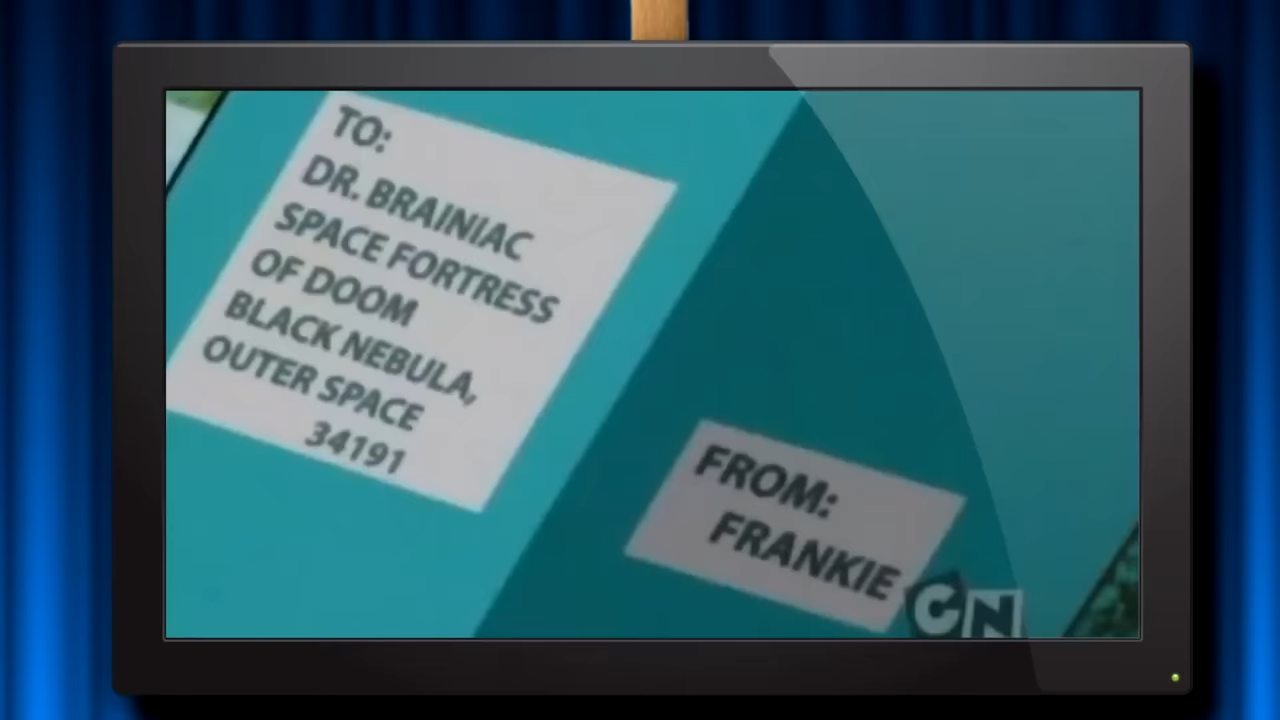 TO:
DR. BRAINIAC
SPACE FORTRESS
OF DOOM
BLACK NEBULA,
OUTER SPACE
34191
FROM:
FRANKIE
CN